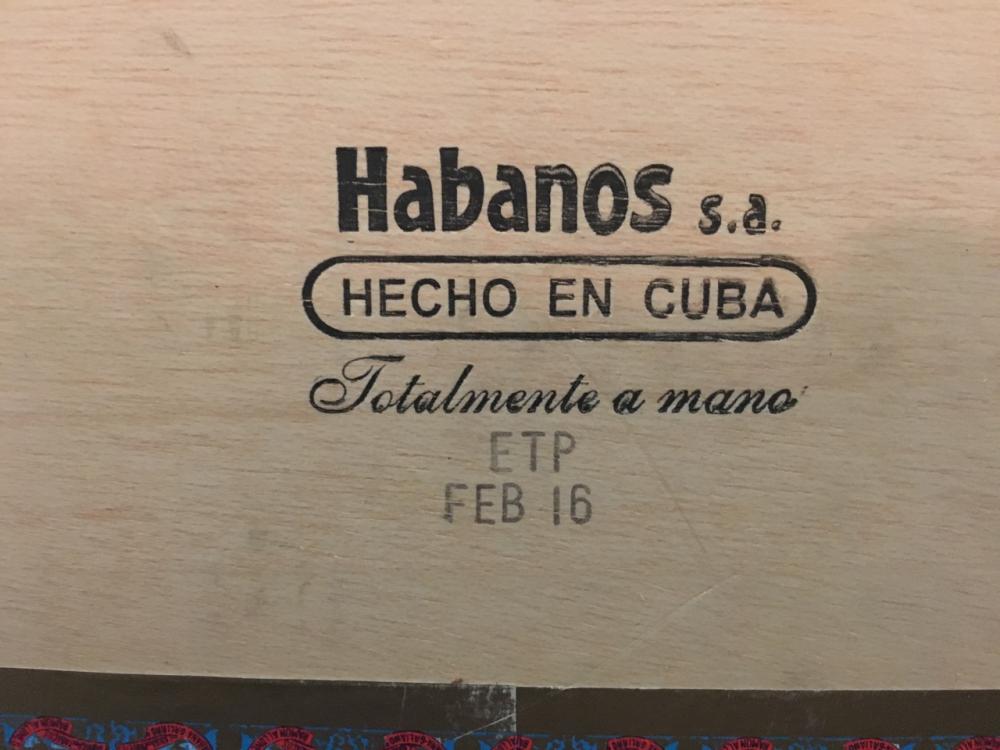 Habanos s.a.
HECHO EN CUBA
Totalmente a mano
ETP
FEB 16